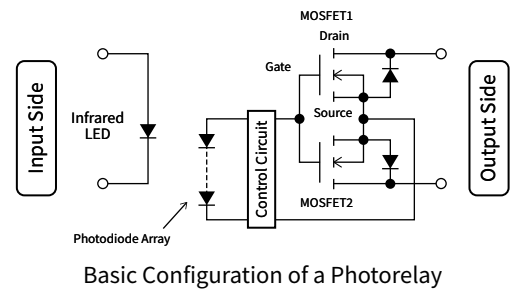 MOSFET1
Drain
Gate
Input Side
Infrared
LED
Source
Control Circuit
Output Side
MOSFET2
Photodiode Array
Basic Configuration of a Photorelay